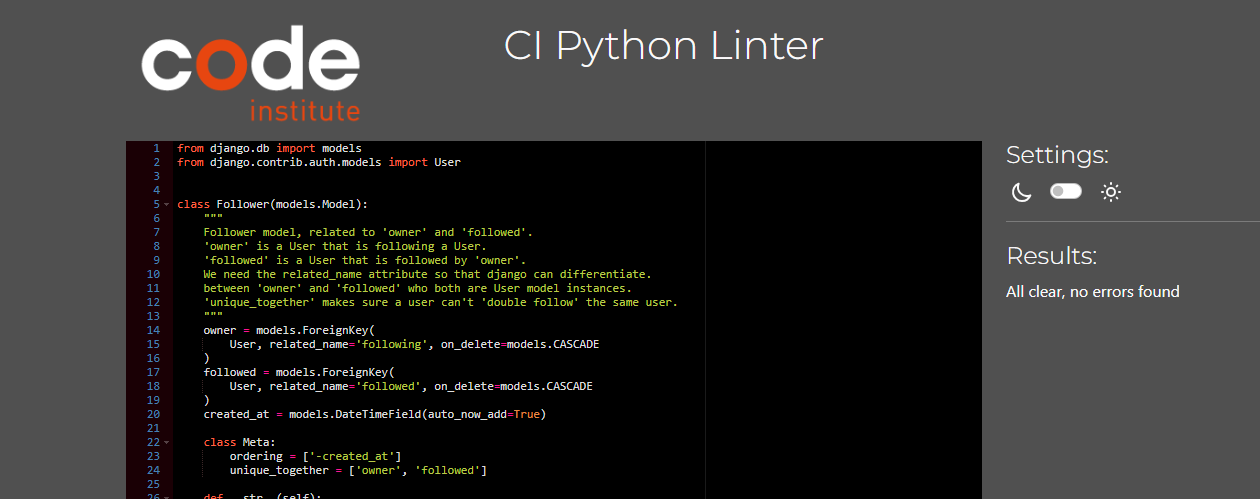 code
institute
CI Python Linter
1 from django.db import models
2 from django.contrib.auth.models import User
3
4
5 class Follower(models.Model):
6 """
7 Follower model, related to 'owner' and 'followed'.
8 'owner' is a User that is following a User.
9 'followed' is a User that is followed by 'owner'.
10 We need the related_name attribute so that django can differentiate.
11 between 'owner' and 'followed' who both are User model instances.
12 'unique_together' makes sure a user can't 'double follow' the same user.
13 """
14 owner = models.ForeignKey(
15 User, related_name='following', on_delete=models.CASCADE
16 )
17 followed = models.ForeignKey(
18 User, related_name='followed', on_delete=models.CASCADE
19 )
20 created_at = models.DateTimeField(auto_now_add=True)
21
22 class Meta:
23 ordering = ['-created_at']
24 unique_together = ['owner', 'followed']
25
26 def __str__(self):
Settings:
Results:
All clear, no errors found